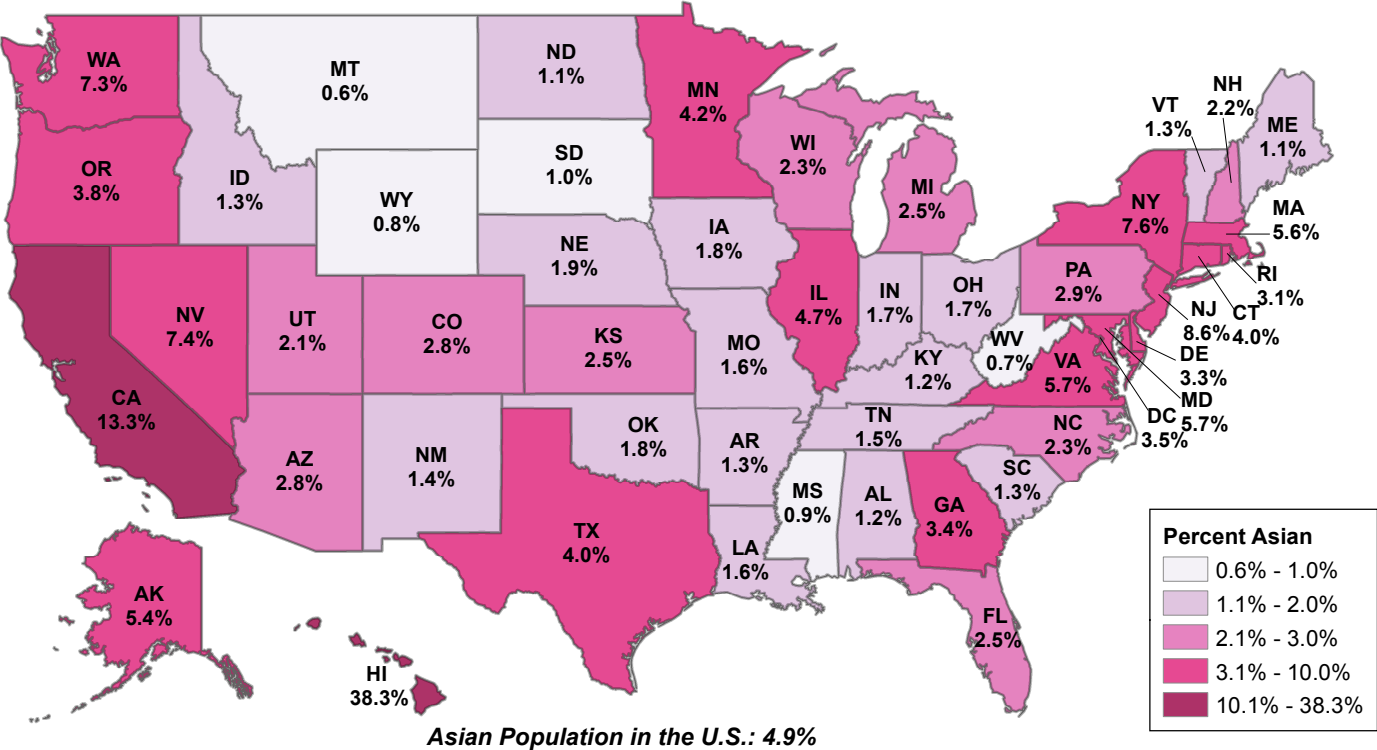 WA
7.3%
MT
0.6%
ND
1.1%
MN
4.2%
NH
2.2%
VT
1.3%
ME
1.1%
OR
3.8%
ID
1.3%
SD
1.0%
WI
2.3%
MI
2.5%
NY
7.6%
MA
5.6%
WY
0.8%
IA
1.8%
NE
1.9%
PA
2.9%
RI
3.1%
NV
7.4%
UT
2.1%
CO
2.8%
KS
2.5%
MO
1.6%
IL
4.7%
IN
1.7%
OH
1.7%
NJ
8.6%
CT
4.0%
WV
0.7%
DE
3.3%
KY
1.2%
VA
5.7%
MD
5.7%
DC
3.5%
CA
13.3%
AZ
2.8%
NM
1.4%
OK
1.8%
AR
1.3%
TN
1.5%
NC
2.3%
SC
1.3%
MS
0.9%
AL
1.2%
GA
3.4%
TX
4.0%
LA
1.6%
FL
2.5%
AK
5.4%
HI
38.3%
Percent Asian
0.6% - 1.0%
1.1% - 2.0%
2.1% - 3.0%
3.1% - 10.0%
10.1% - 38.3%
Asian Population in the U.S.: 4.9%